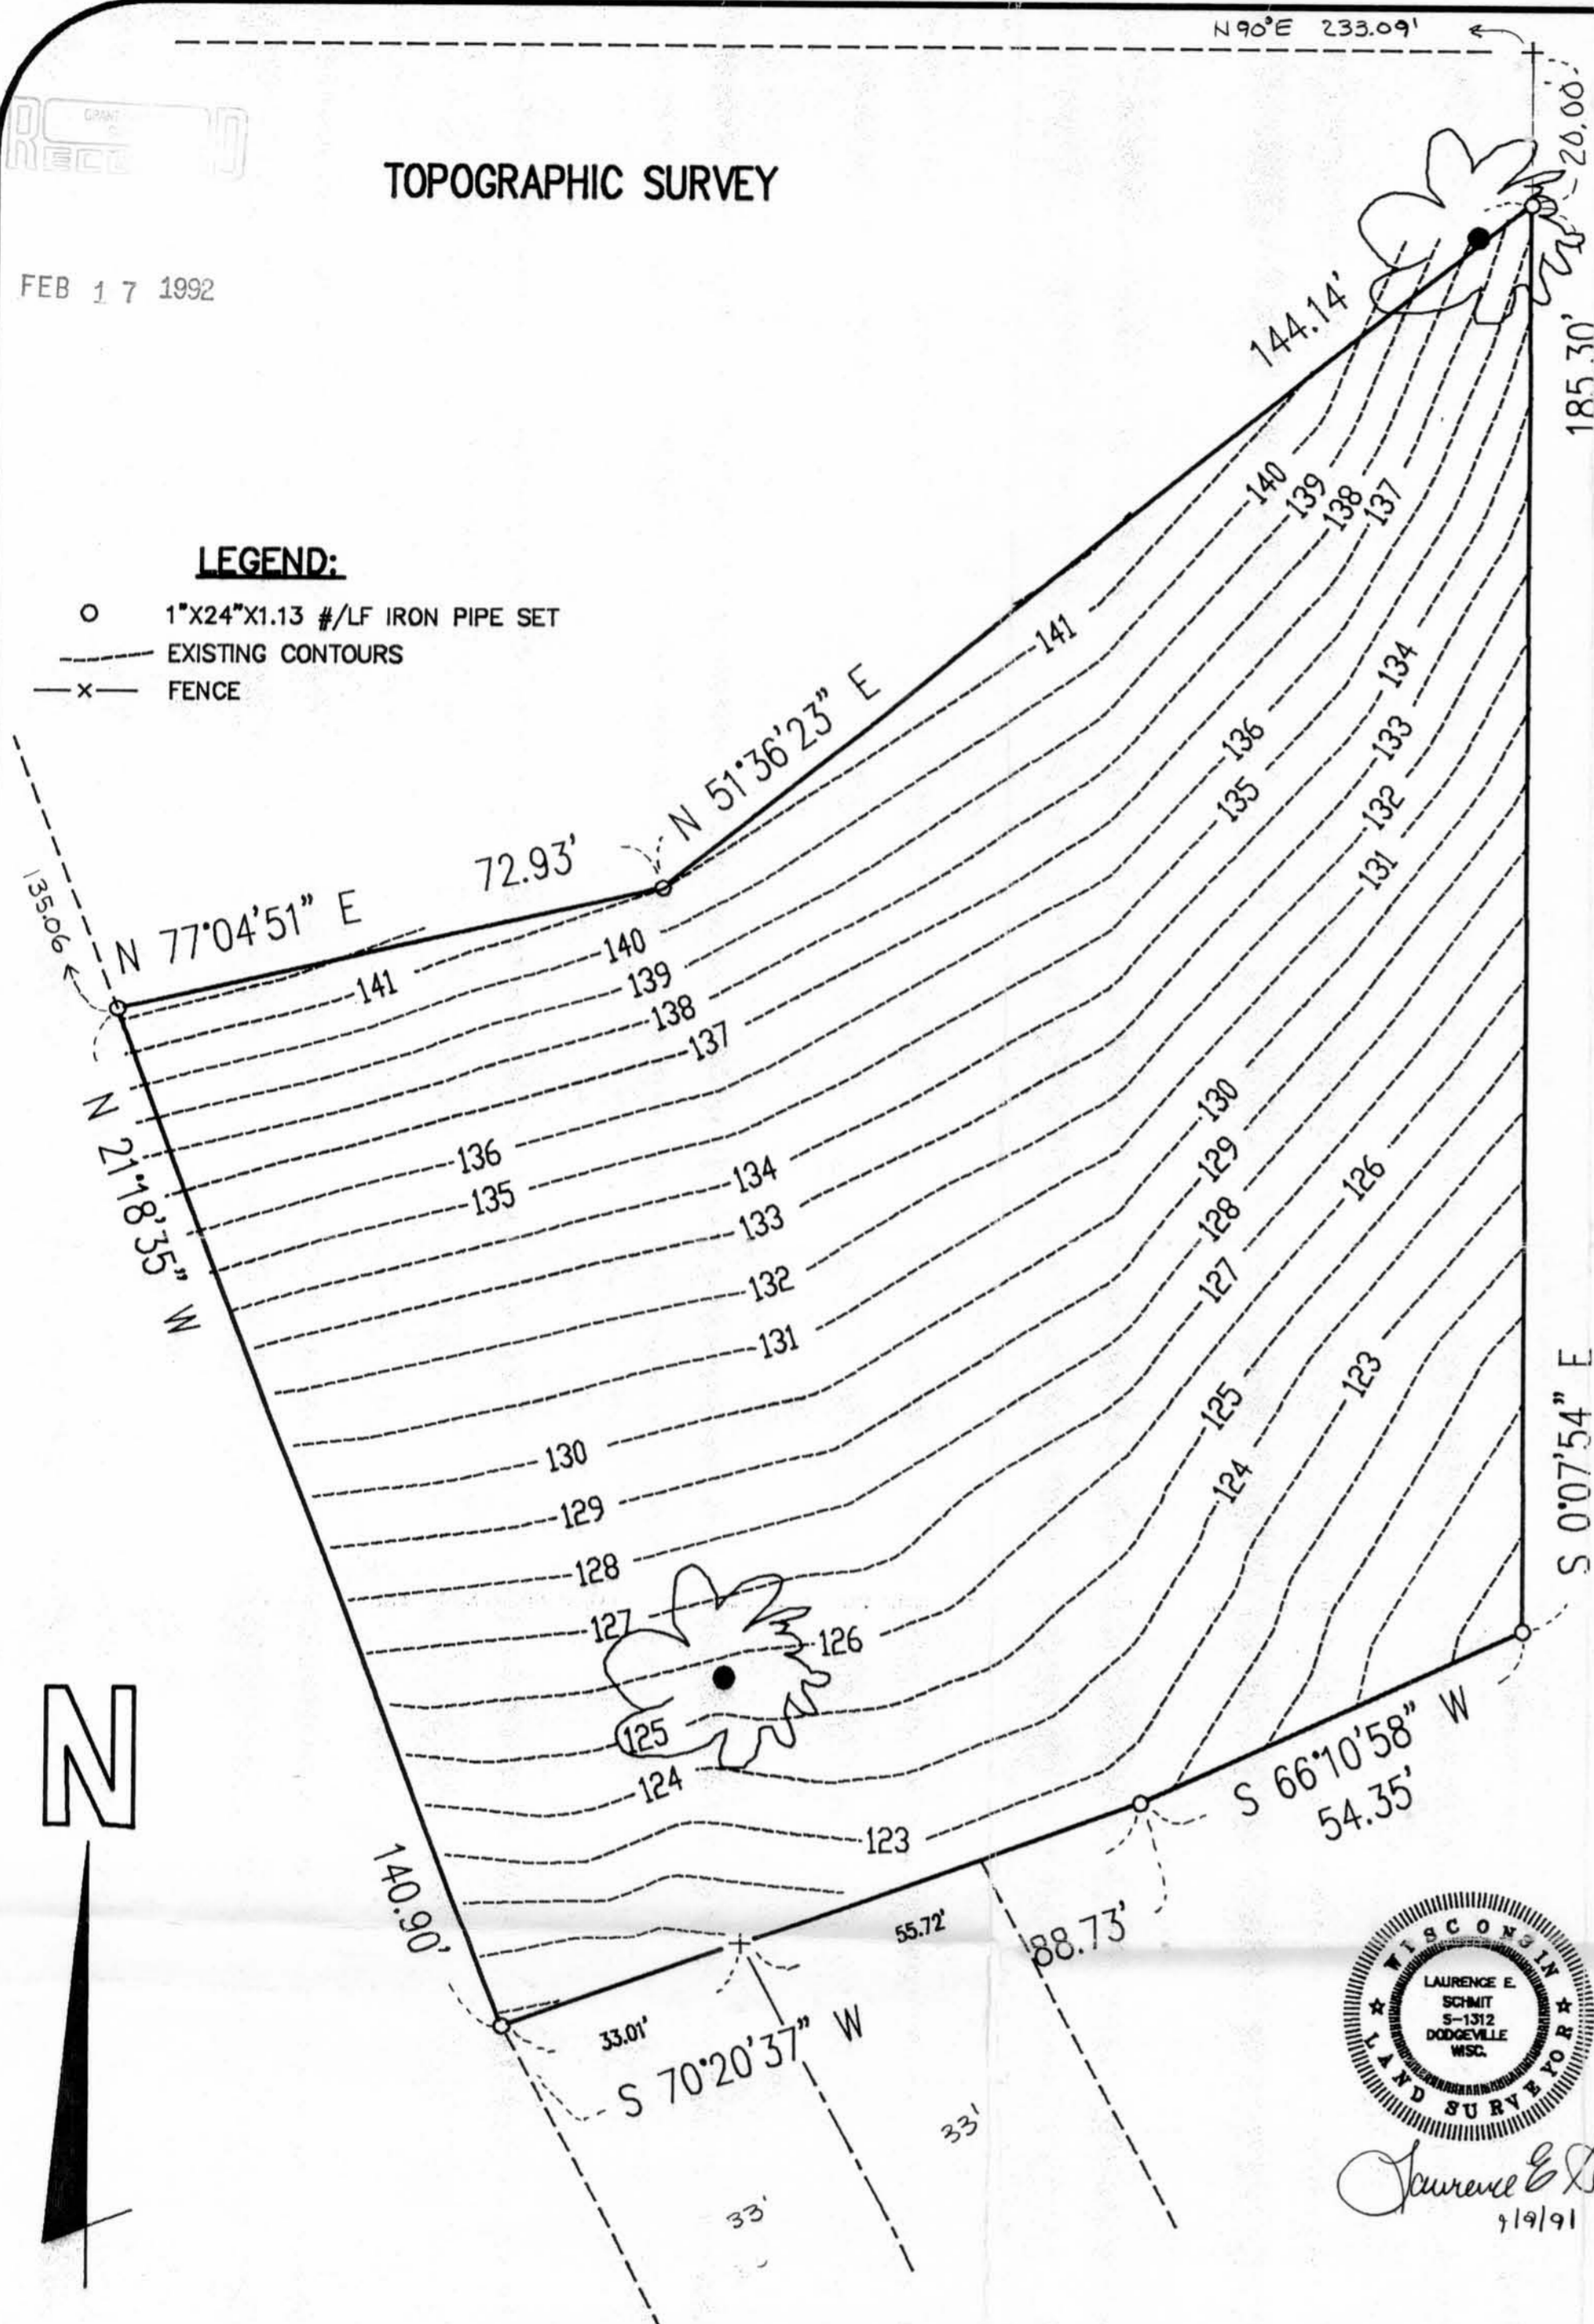 N90°E 233.09'
20.00'
RECE
TOPOGRAPHIC SURVEY
FEB 17 1992
144.14'
185.30'
LEGEND:
1"X24"X1.13 #/LF IRON PIPE SET
EXISTING CONTOURS
—x— FENCE
140
139
138
137
141
134
136
133
135
132
131
N 51°36'23" E
72.93'
N 77°04'51" E
135.06
141
140
139
138
137
N 21°18'35" W
136
135
134
133
132
131
130
129
128
127
126
130
129
128
127
126
125
124
123
125
124
123
S 0°07'54" E
N
140.90'
S 66°10'58" W
54.35'
55.72'
88.73'
33.01'
S 70°20'37" W
33'
33'
WISCONSIN
LAURENCE E.
SCHMIT
S-1312
DODGEVILLE
WISC.
LAND SURVEYOR
Laurence E
9/9/91